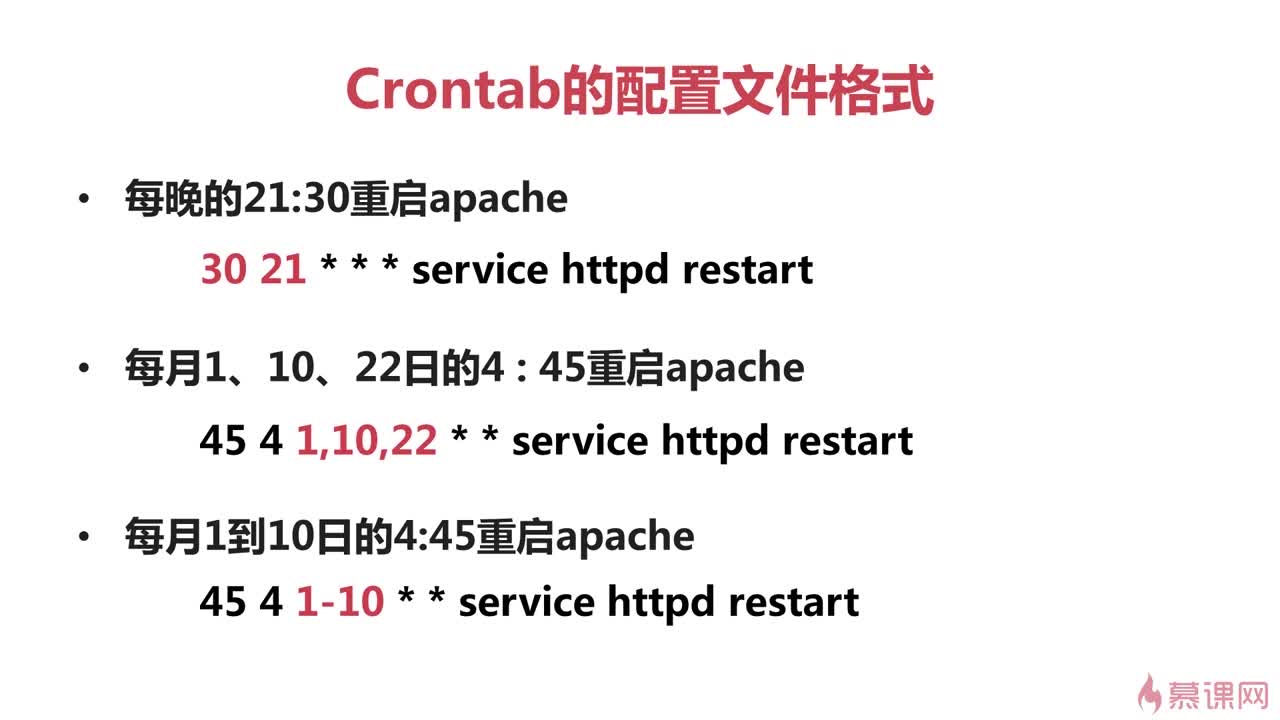 Crontab的配置文件格式
• 每晚的21:30重启apache
30 21 * * * service httpd restart
• 每月1、10、22日的4：45重启apache
45 4 1,10,22 * * service httpd restart
• 每月1到10日的4:45重启apache
45 4 1-10 * * service httpd restart
慕课网